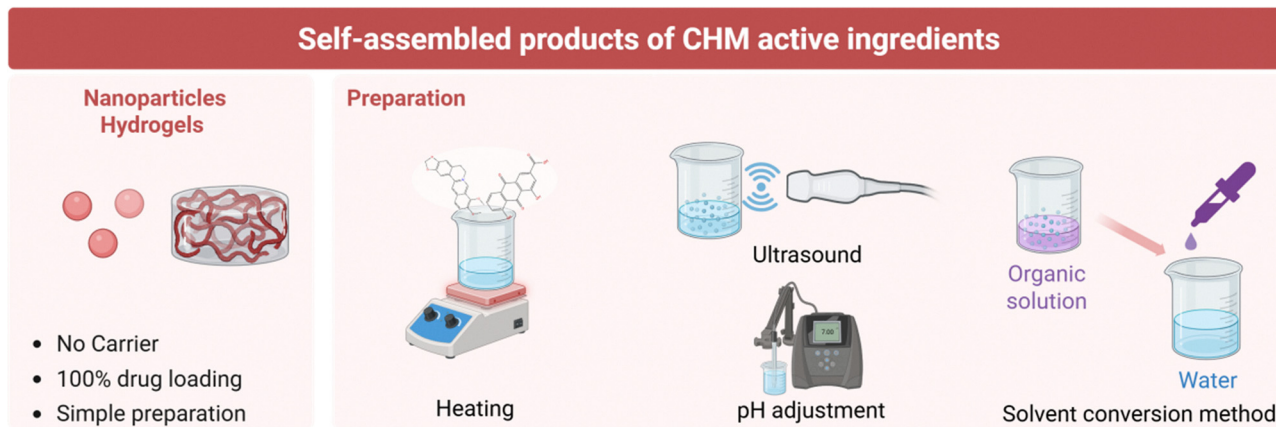 Self-assembled products of CHM active ingredients
Nanoparticles
Hydrogels
• No Carrier
• 100% drug loading
• Simple preparation
Preparation
Heating
Ultrasound
7.00
pH adjustment
Organic
solution
Water
Solvent conversion method